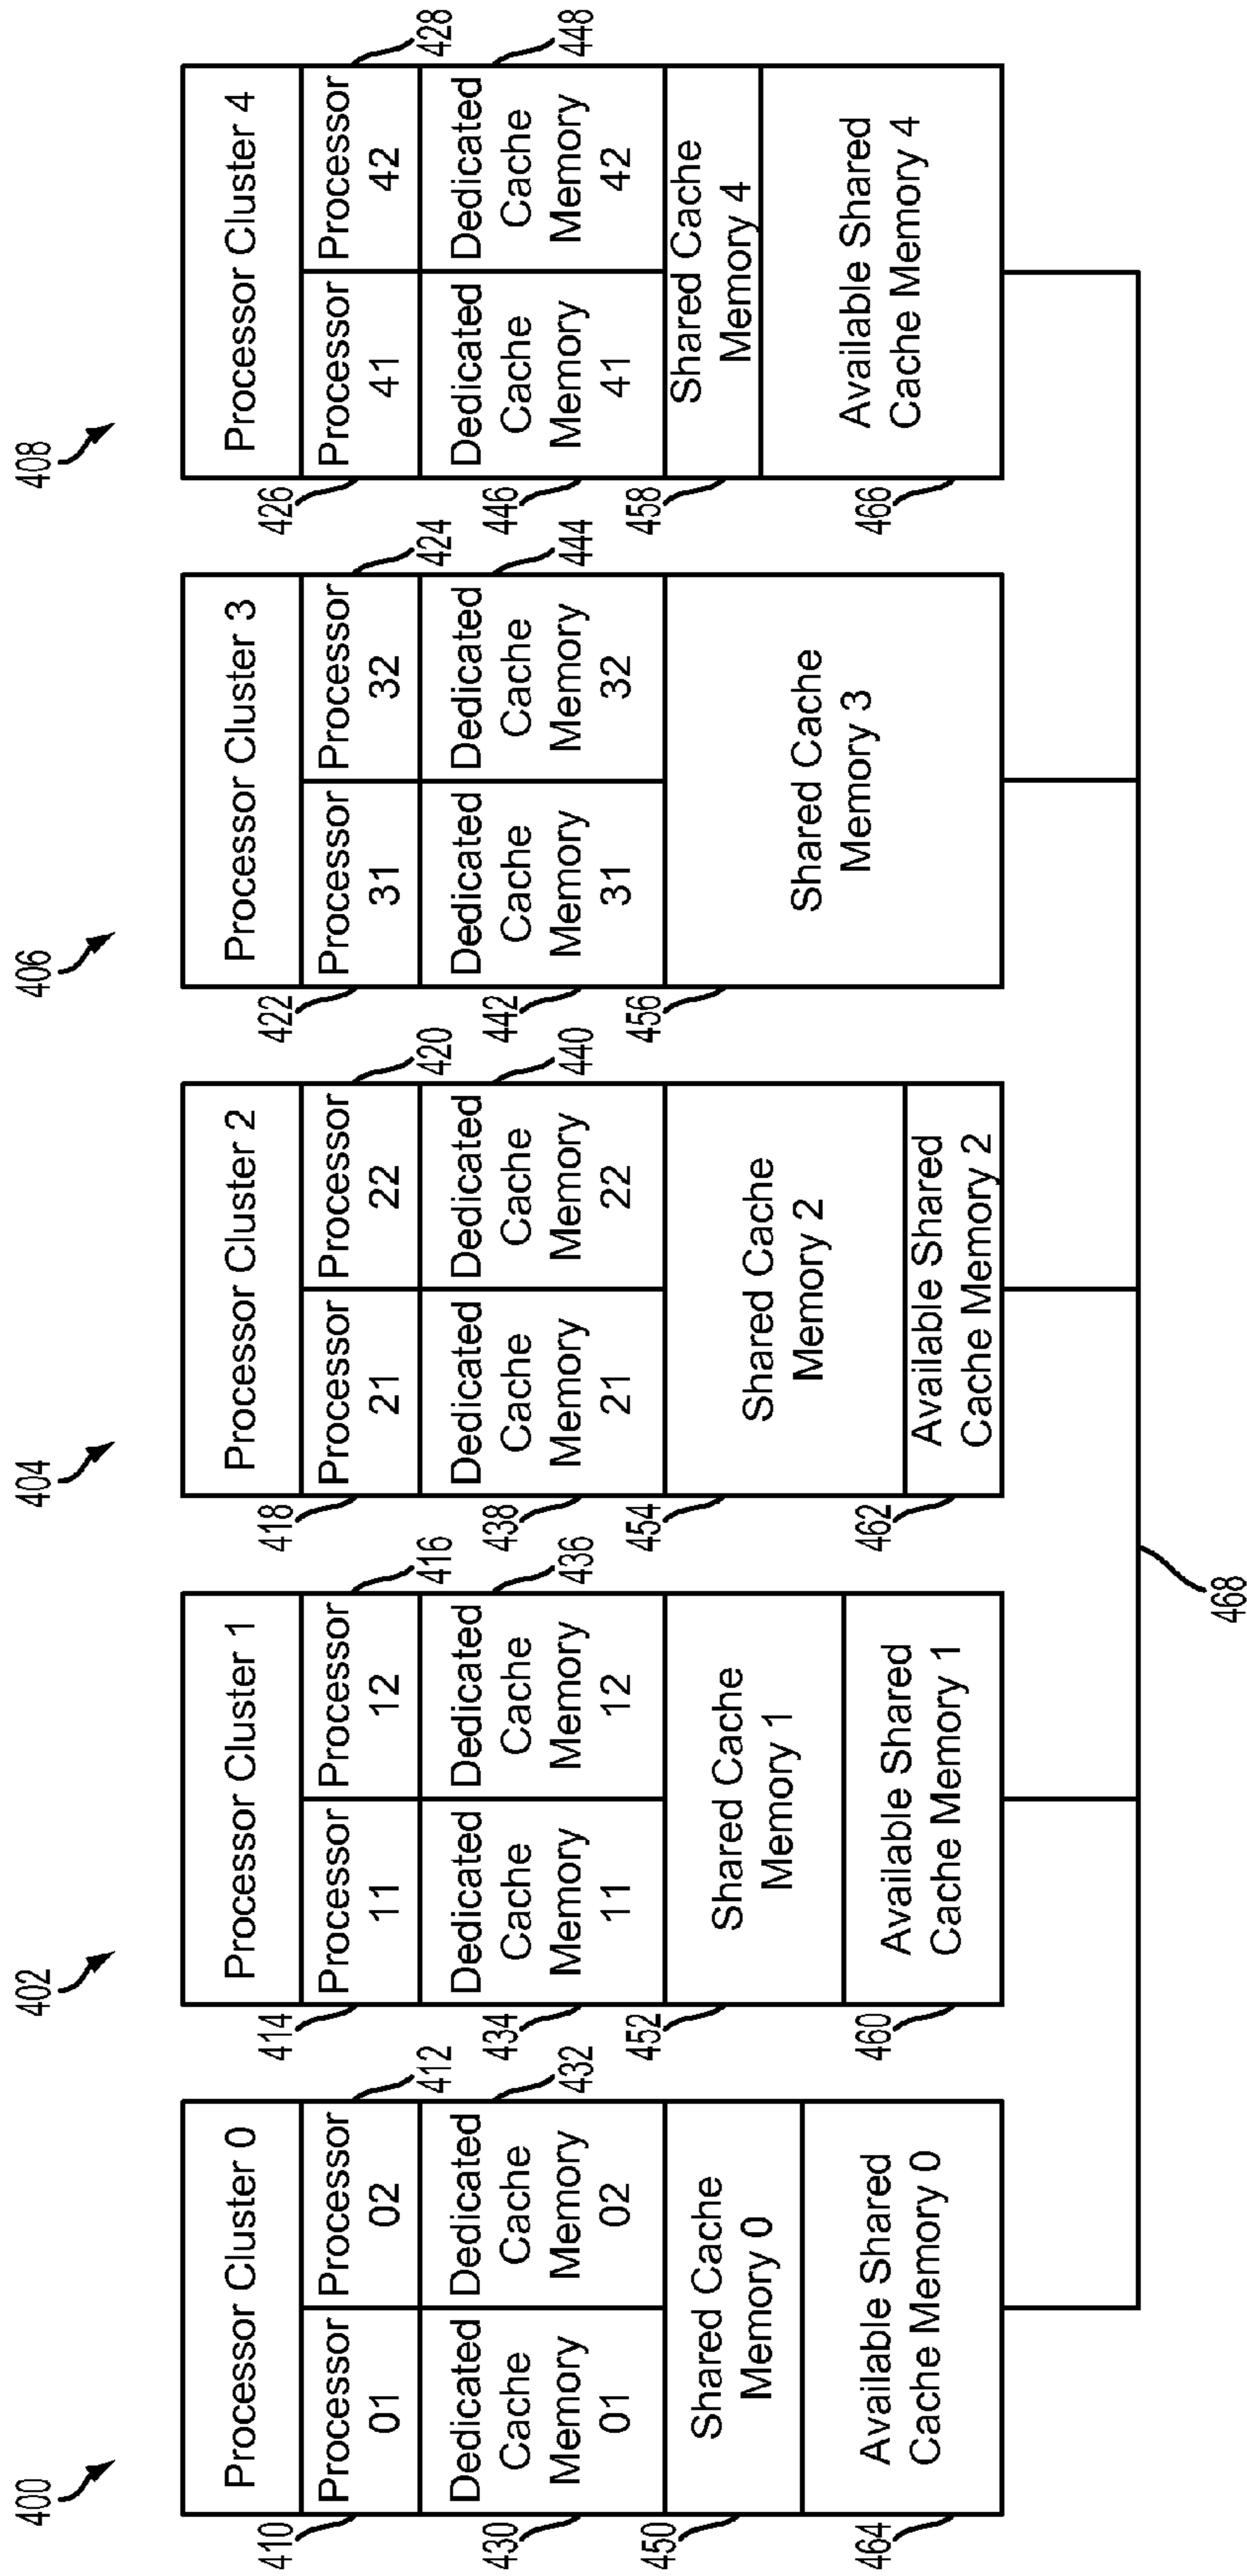 400
Processor Cluster 0
410
Processor
01
Processor
02
412
430
Dedicated
Cache
Memory
01
Dedicated
Cache
Memory
02
432
450
Shared Cache
Memory 0
464
Available Shared
Cache Memory 0
402
Processor Cluster 1
414
Processor
11
Processor
12
416
434
Dedicated
Cache
Memory
11
Dedicated
Cache
Memory
12
436
452
Shared Cache
Memory 1
460
Available Shared
Cache Memory 1
404
Processor Cluster 2
418
Processor
21
Processor
22
420
438
Dedicated
Cache
Memory
21
Dedicated
Cache
Memory
22
440
454
Shared Cache
Memory 2
462
Available Shared
Cache Memory 2
406
Processor Cluster 3
422
Processor
31
Processor
32
424
442
Dedicated
Cache
Memory
31
Dedicated
Cache
Memory
32
444
456
Shared Cache
Memory 3
408
Processor Cluster 4
426
Processor
41
Processor
42
428
446
Dedicated
Cache
Memory
41
Dedicated
Cache
Memory
42
448
458
Shared Cache
Memory 4
466
Available Shared
Cache Memory 4
468